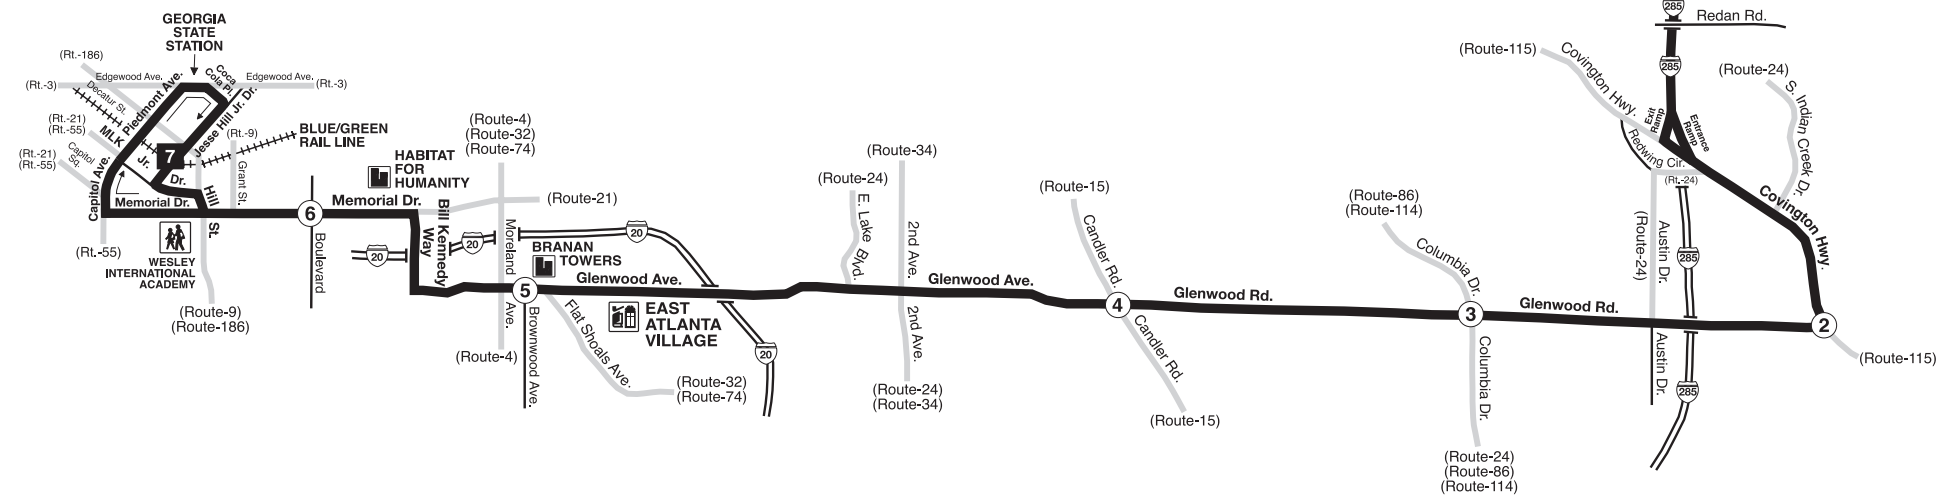 GEORGIA
STATE
STATION
(Rt.-186)
(Rt.-3)
Edgewood Ave.
Coca
Cola Pl.
Edgewood Ave.
(Rt.-3)
Decatur St.
Piedmont Ave.
Jesse Hill Jr. Dr.
(Rt.-21)
(Rt.-55)
MLK
Jr.
Dr.
7
(Rt.-9)
BLUE/GREEN
RAIL LINE
(Rt.-21)
(Rt.-55)
Capitol
Sq.
Capitol Ave.
Grant St.
Memorial Dr.
Hill
St.
(Rt.-55)
WESLEY
INTERNATIONAL
ACADEMY
(Route-9)
(Route-186)
6
Boulevard
Memorial Dr.
HABITAT
FOR
HUMANITY
Bill Kennedy
Way
20
20
20
20
(Route-4)
(Route-32)
(Route-74)
(Route-21)
Moreland
Ave.
(Route-4)
BRANAN
TOWERS
5
Brownwood Ave.
Glenwood Ave.
Flat Shoals Ave.
(Route-32)
(Route-74)
EAST
ATLANTA
VILLAGE
(Route-24)
E. Lake Blvd.
(Route-34)
2nd Ave.
2nd Ave.
(Route-24)
(Route-34)
Glenwood Ave.
(Route-15)
Candler Rd.
4
Candler Rd.
(Route-15)
Glenwood Rd.
(Route-86)
(Route-114)
Columbia Dr.
3
Columbia Dr.
(Route-24)
(Route-86)
(Route-114)
Glenwood Rd.
285
Redan Rd.
285
(Route-115)
Covington Hwy.
Exit
Ramp
Entrance
Ramp
Redwing Cir.
(Rt.-24)
(Route-24)
S. Indian Creek Dr.
Covington Hwy.
Austin Dr.
(Route-24)
285
Austin Dr.
285
2
(Route-115)